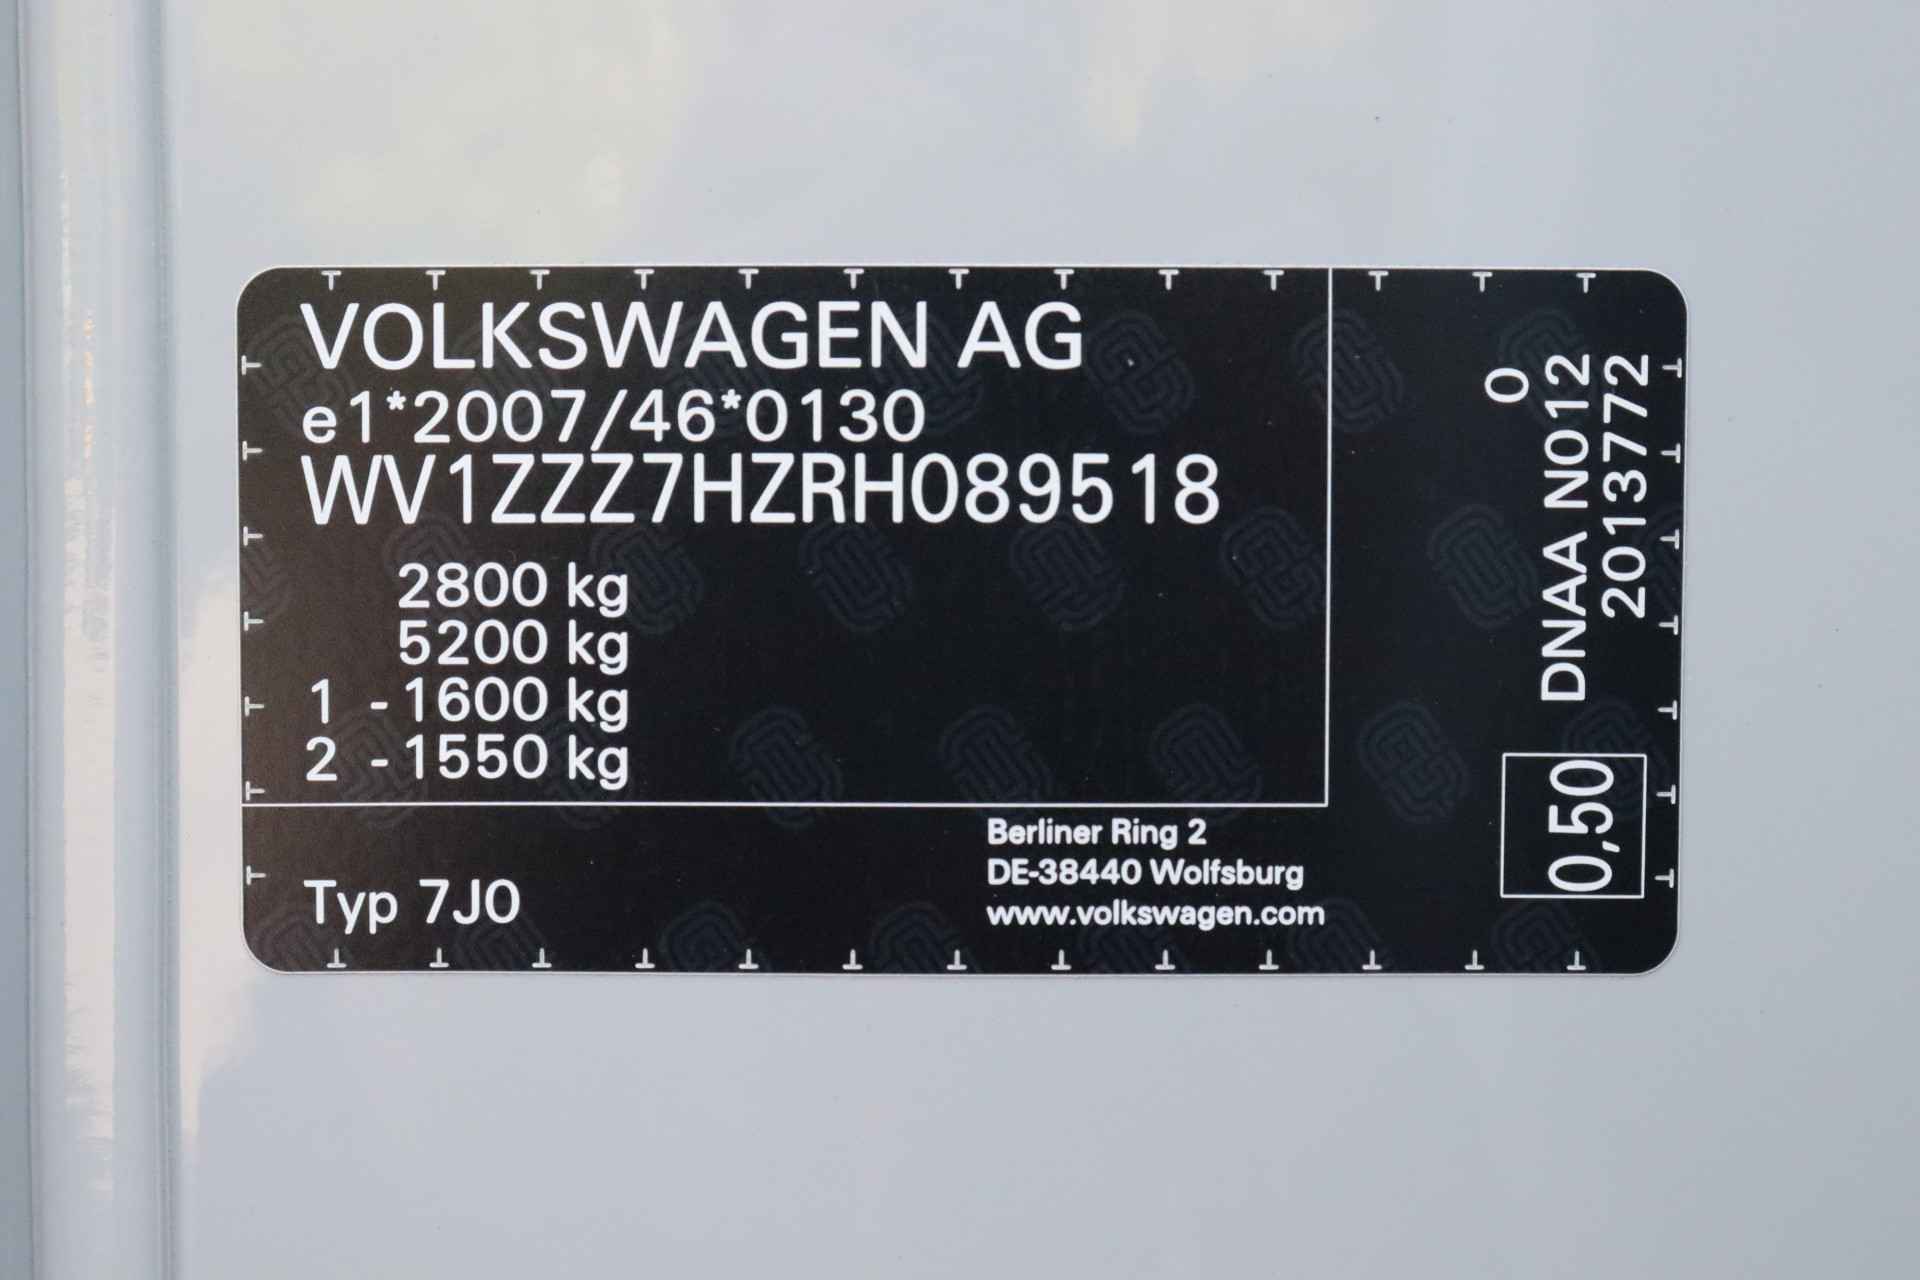 VOLKSWAGEN AG
e1*2007/46*0130
WV1ZZZ7HZRH089518
2800 kg
5200 kg
1 - 1600 kg
2 - 1550 kg
Typ 7J0
Berliner Ring 2
DE-38440 Wolfsburg
www.volkswagen.com
0
DNAA N012
2013772
0,50